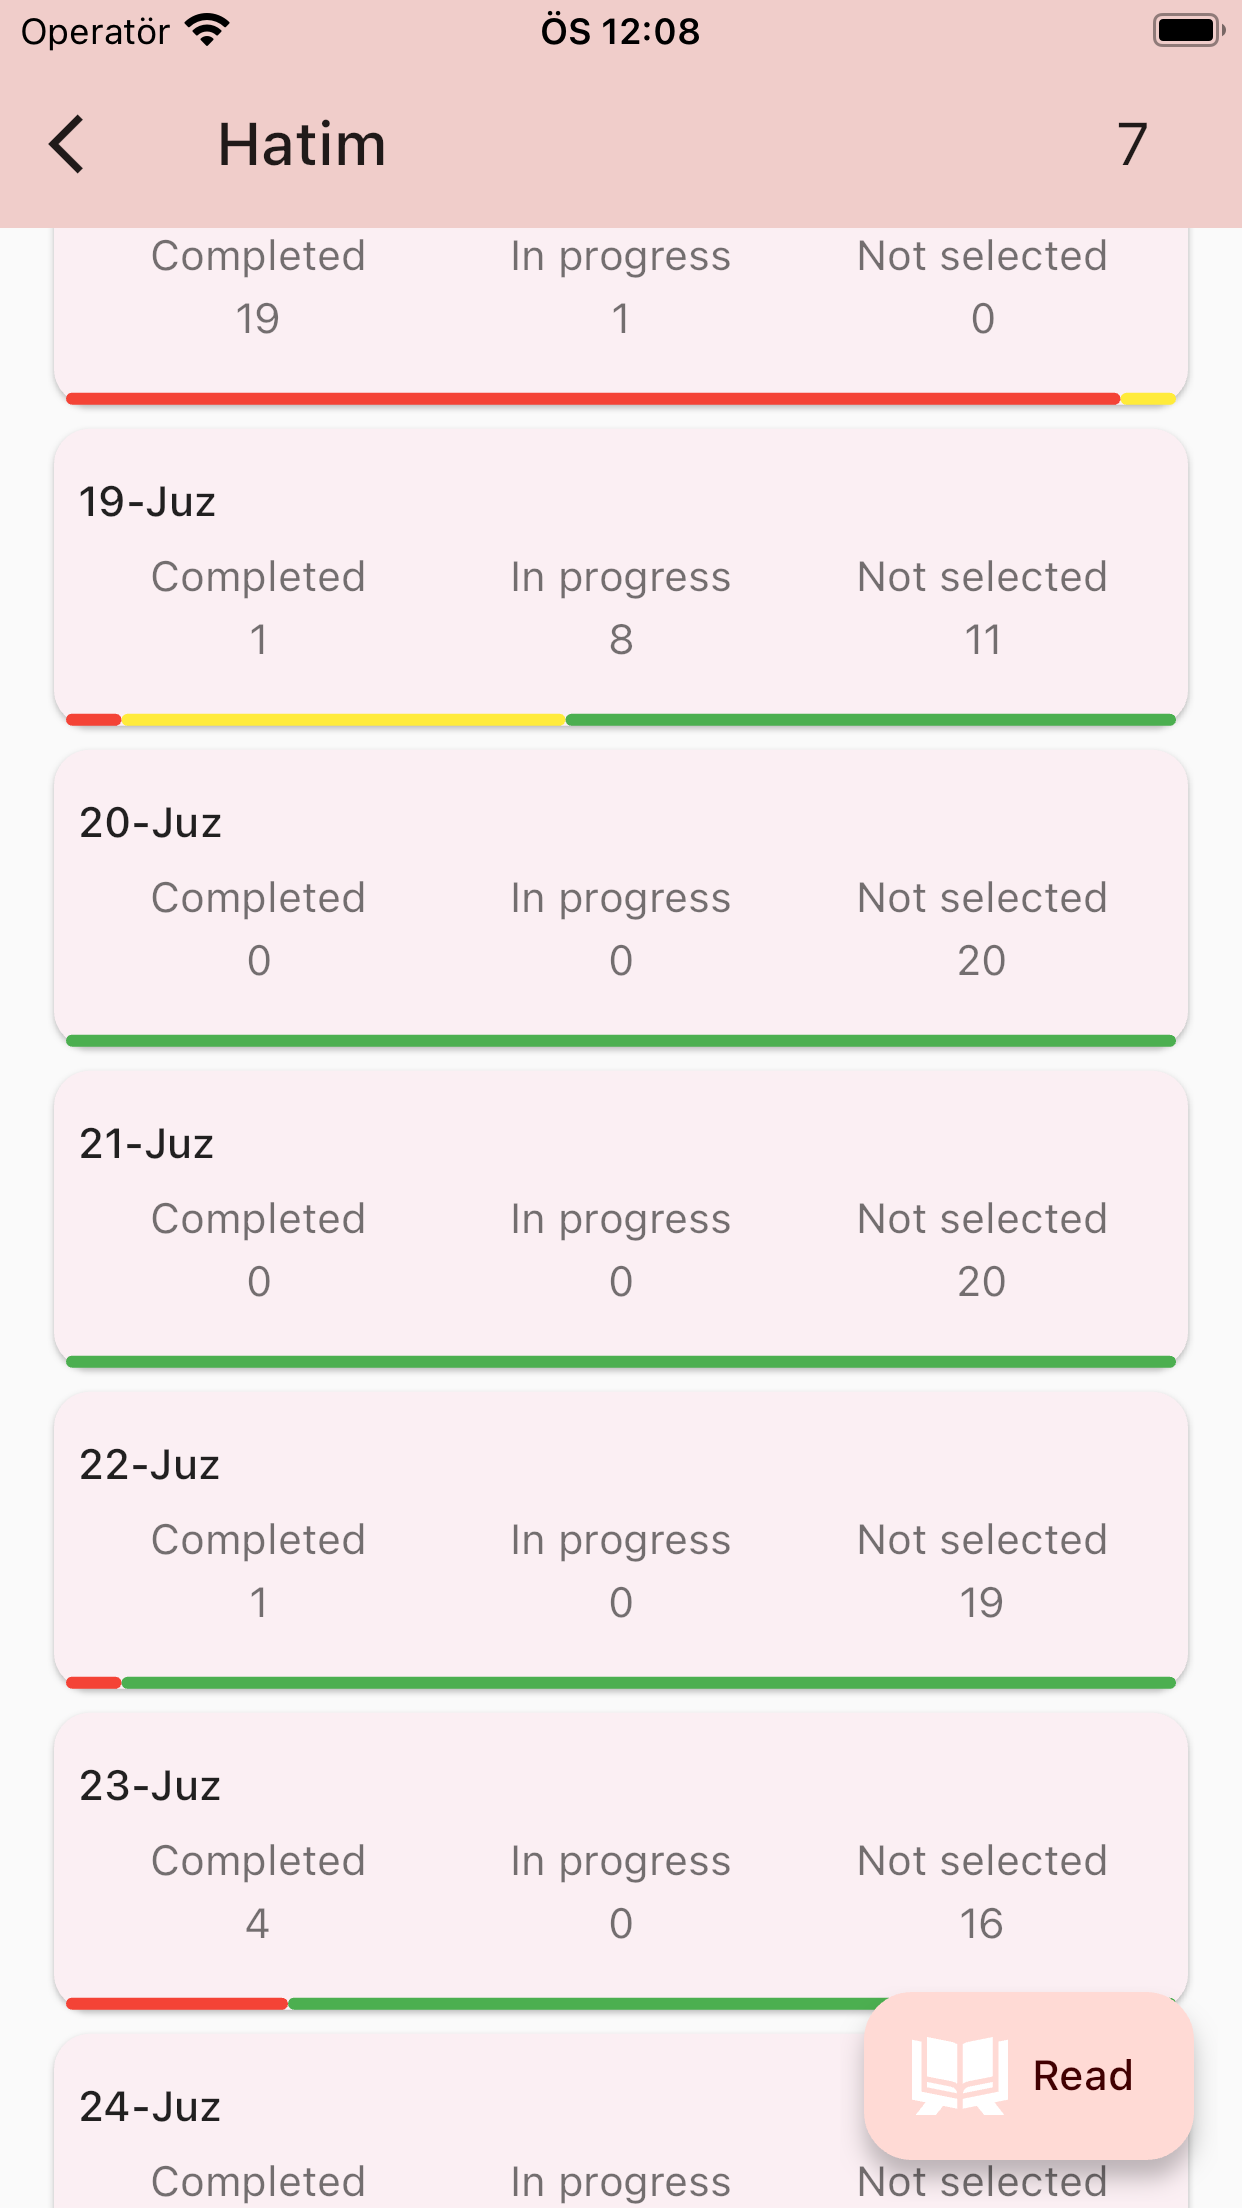 Operatör ÖS 12:08
Hatim 7
Completed In progress Not selected
19 1 0
19-Juz
Completed In progress Not selected
1 8 11
20-Juz
Completed In progress Not selected
0 0 20
21-Juz
Completed In progress Not selected
0 0 20
22-Juz
Completed In progress Not selected
1 0 19
23-Juz
Completed In progress Not selected
4 0 16
Read
24-Juz
Completed In progress Not selected